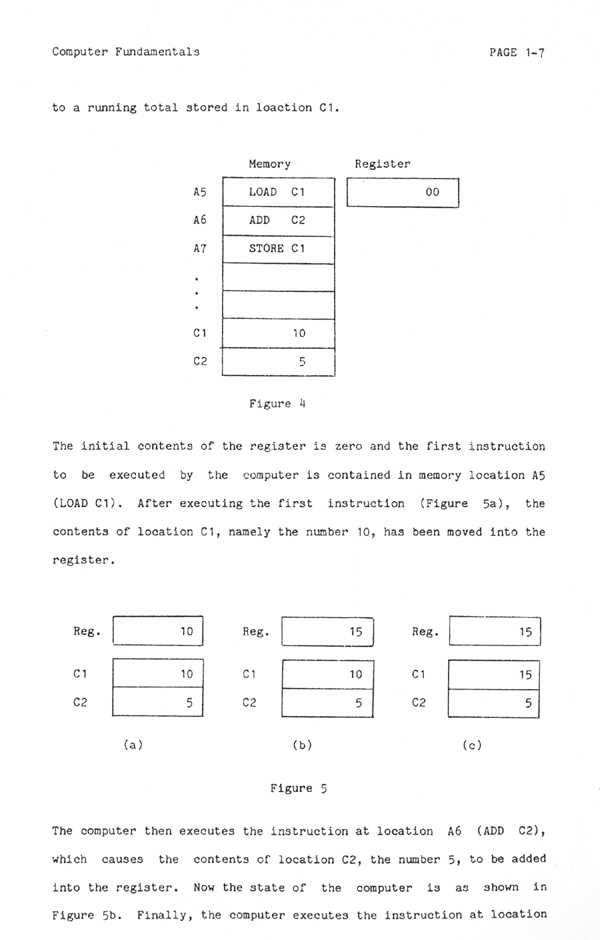 Computer Fundamentals PAGE 1-7
to a running total stored in loaction C1.
Memory Register
A5 LOAD C1 00
A6 ADD C2
A7 STORE C1
.
.
.
C1 10
C2 5
Figure 4
The initial contents of the register is zero and the first instruction
to be executed by the computer is contained in memory location A5
(LOAD C1). After executing the first instruction (Figure 5a), the
contents of location C1, namely the number 10, has been moved into the
register.
Reg. 10 Reg. 15 Reg. 15
C1 10 C1 10 C1 15
C2 5 C2 5 C2 5
(a) (b) (c)
Figure 5
The computer then executes the instruction at location A6 (ADD C2),
which causes the contents of location C2, the number 5, to be added
into the register. Now the state of the computer is as shown in
Figure 5b. Finally, the computer executes the instruction at location